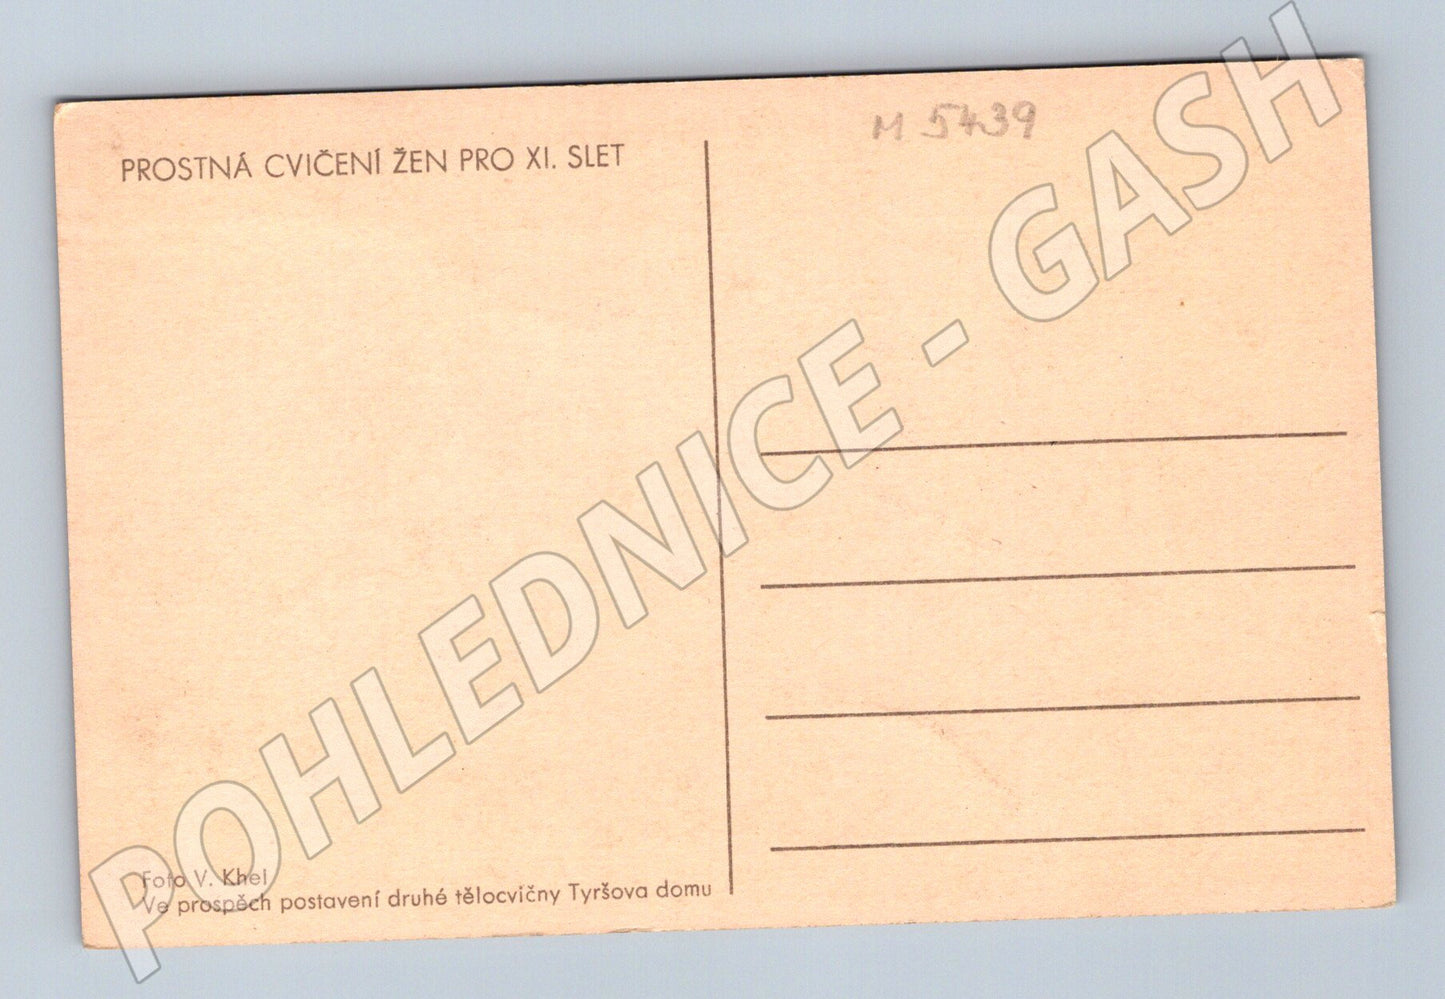 PROSTNÁ CVIČENÍ ŽEN PRO XI. SLET
M 5439
POHLEDNICE - GASH
Foto V. Khel
Ve prospěch postavení druhé tělocvičny Tyršova domu